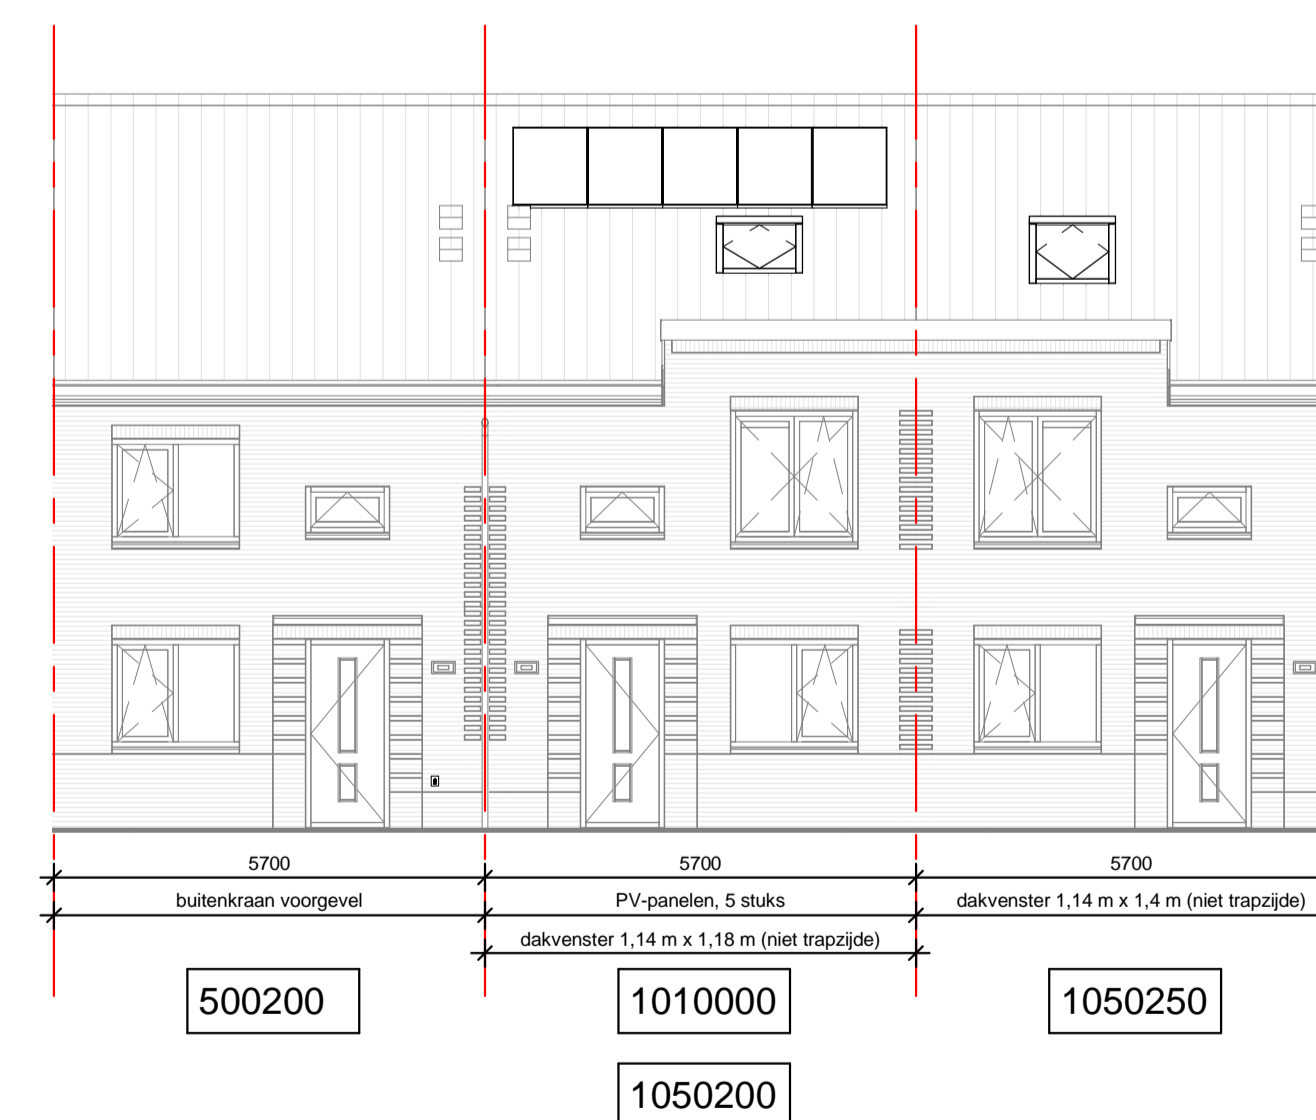 5700 5700 5700
buitenkraan voorgevel PV-panelen, 5 stuks dakvenster 1,14 m x 1,4 m (niet trapzijde)
dakvenster 1,14 m x 1,18 m (niet trapzijde)
500200 1010000 1050250
1050200